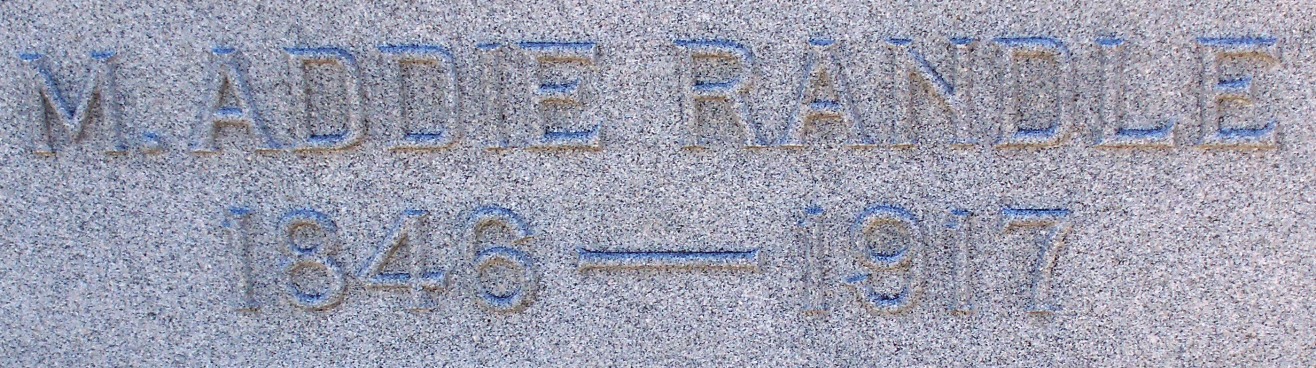 M. ADDIE RANDLE
1846 — 1917